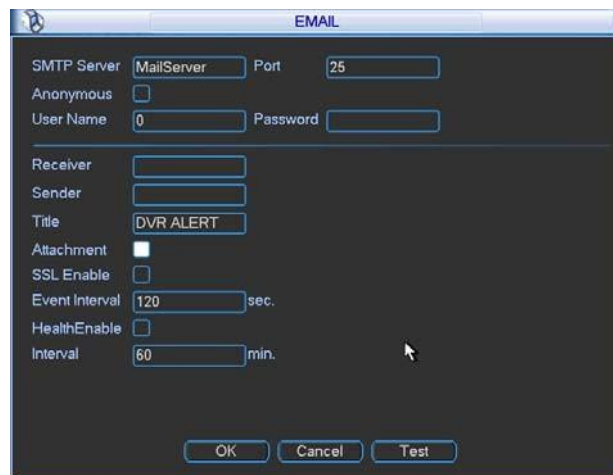 EMAIL
SMTP Server MailServer Port 25
Anonymous
User Name 0 Password
Receiver
Sender
Title DVR ALERT
Attachment
SSL Enable
Event Interval 120 sec.
HealthEnable
Interval 60 min.
OK Cancel Test